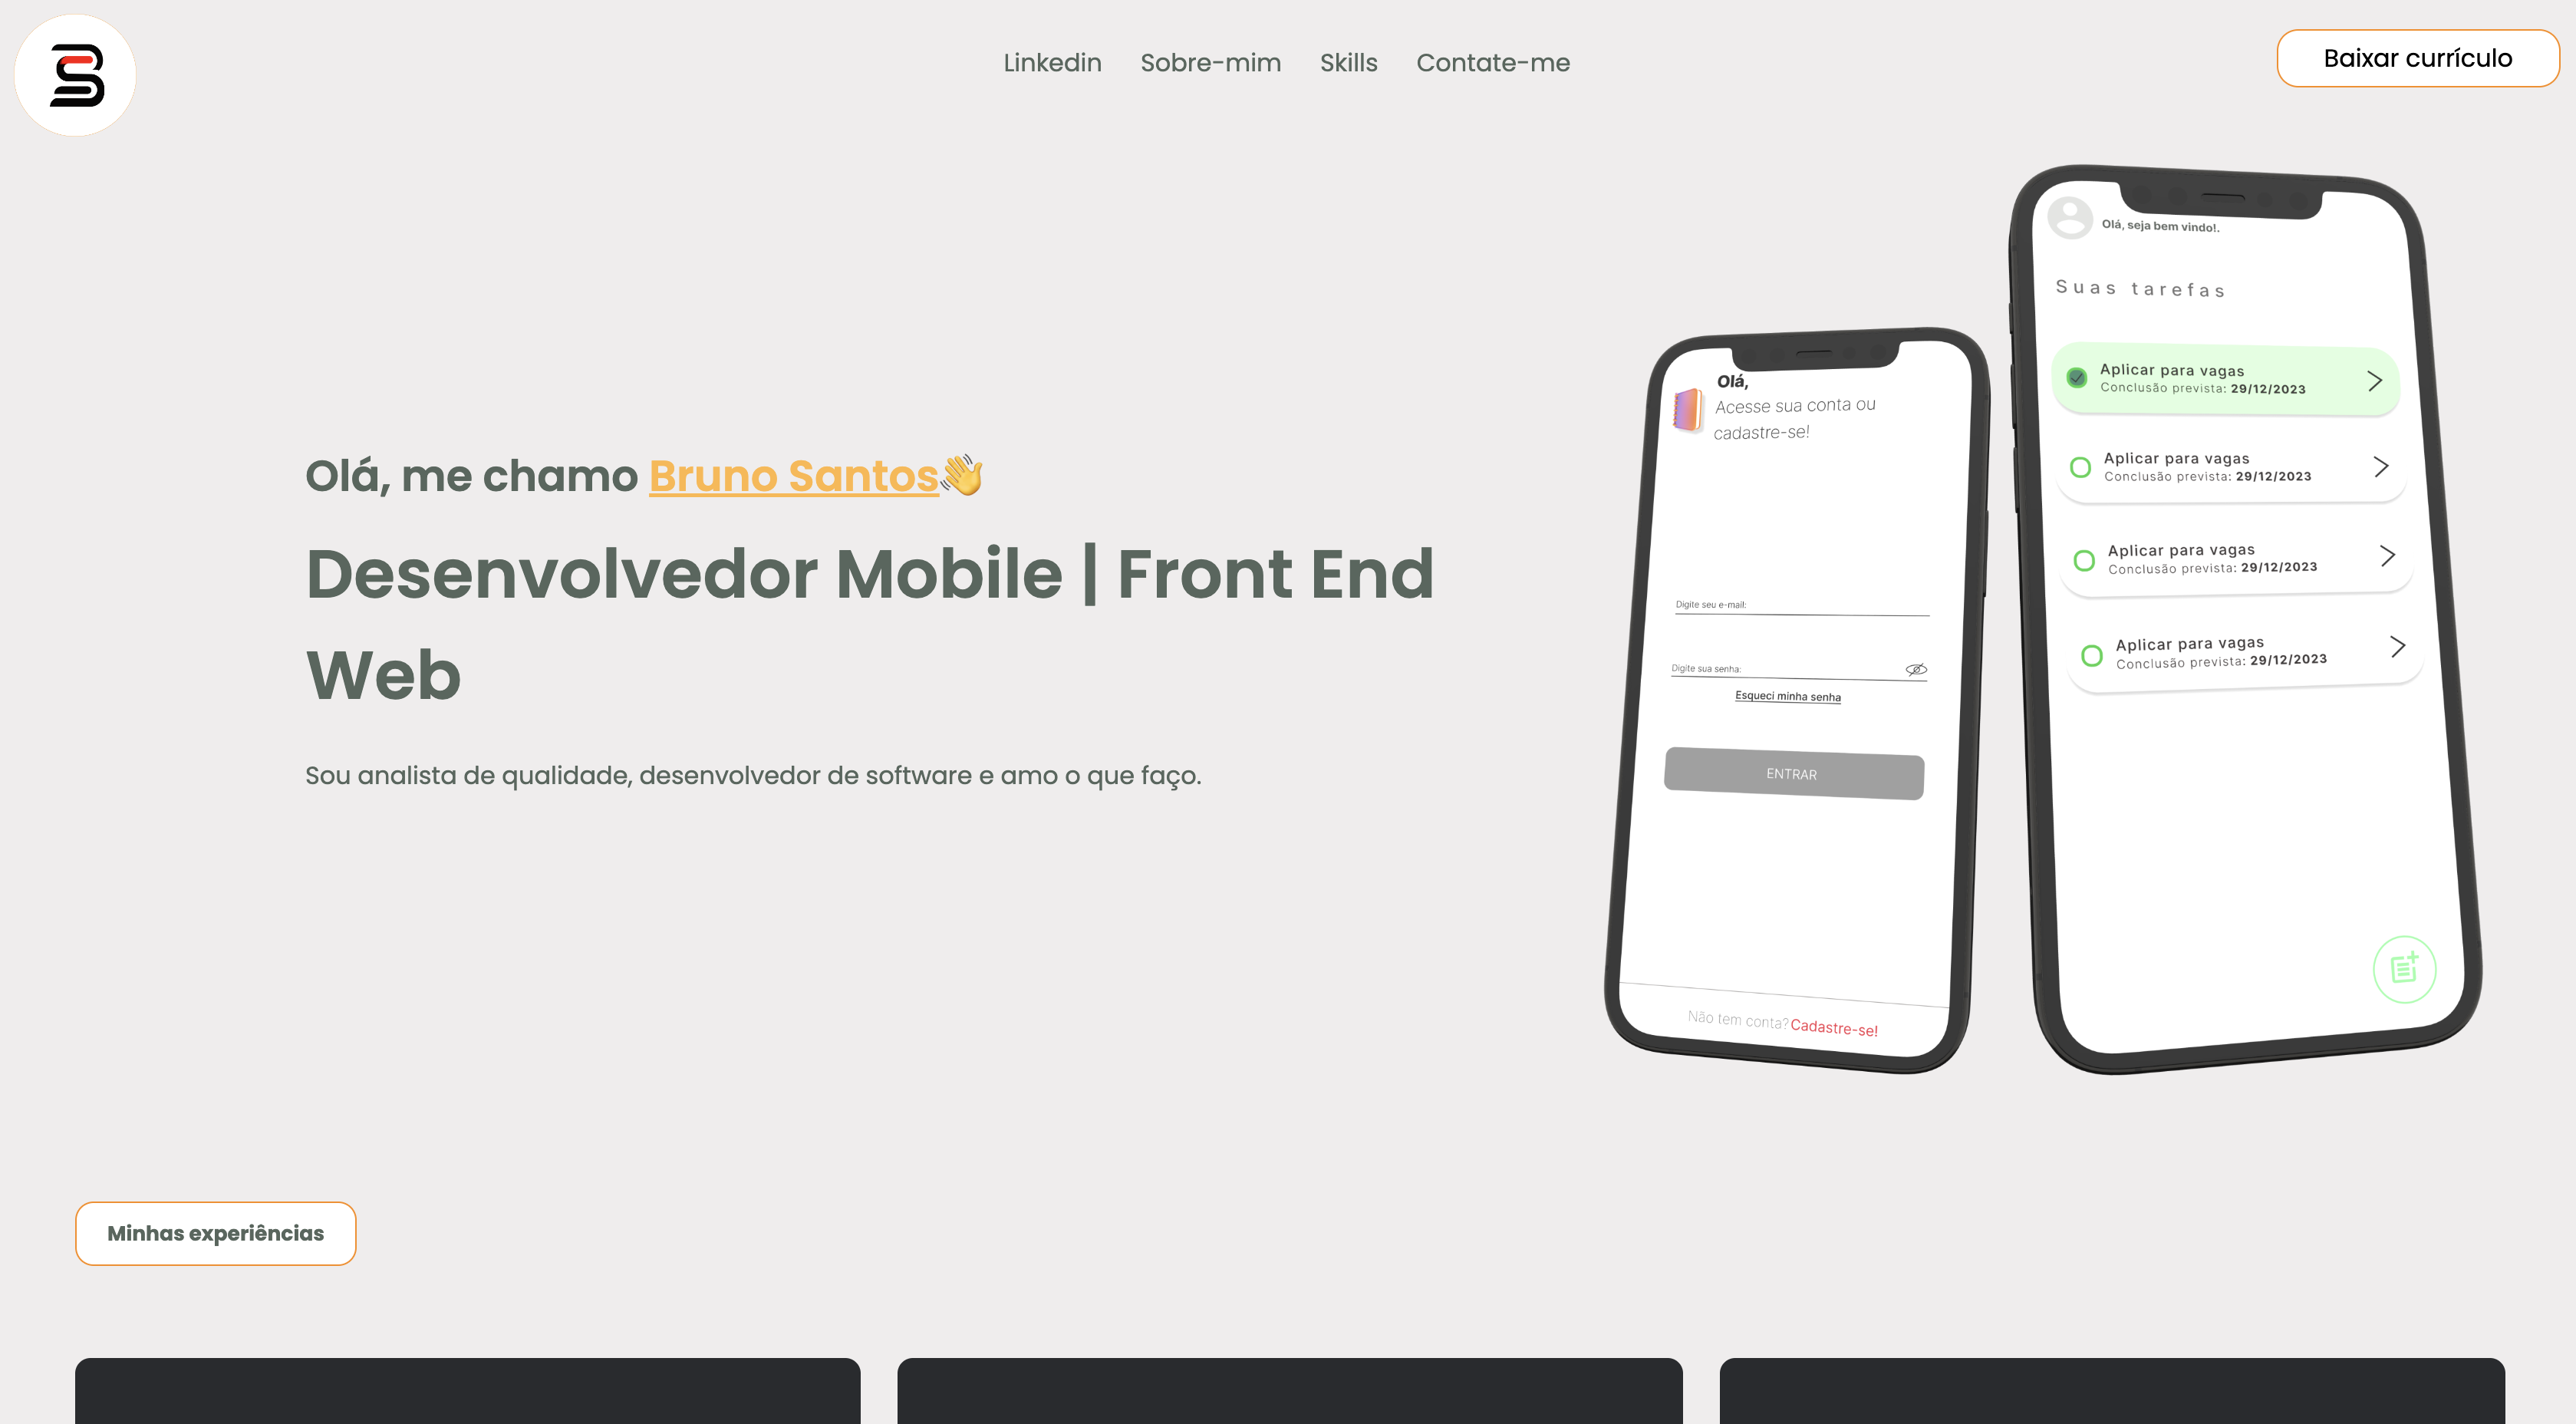 Linkedin Sobre-mim Skills Contate-me
Baixar currículo
Olá, me chamo Bruno Santos👋
Desenvolvedor Mobile | Front End
Web
Sou analista de qualidade, desenvolvedor de software e amo o que faço.
Olá,
Acesse sua conta ou
cadastre-se!
Digite seu e-mail:
Digite sua senha:
Esqueci minha senha
ENTRAR
Não tem conta? Cadastre-se!
Olá, seja bem vindo!.
Suas tarefas
Aplicar para vagas
Conclusão prevista: 29/12/2023
Aplicar para vagas
Conclusão prevista: 29/12/2023
Aplicar para vagas
Conclusão prevista: 29/12/2023
Aplicar para vagas
Conclusão prevista: 29/12/2023
Minhas experiências